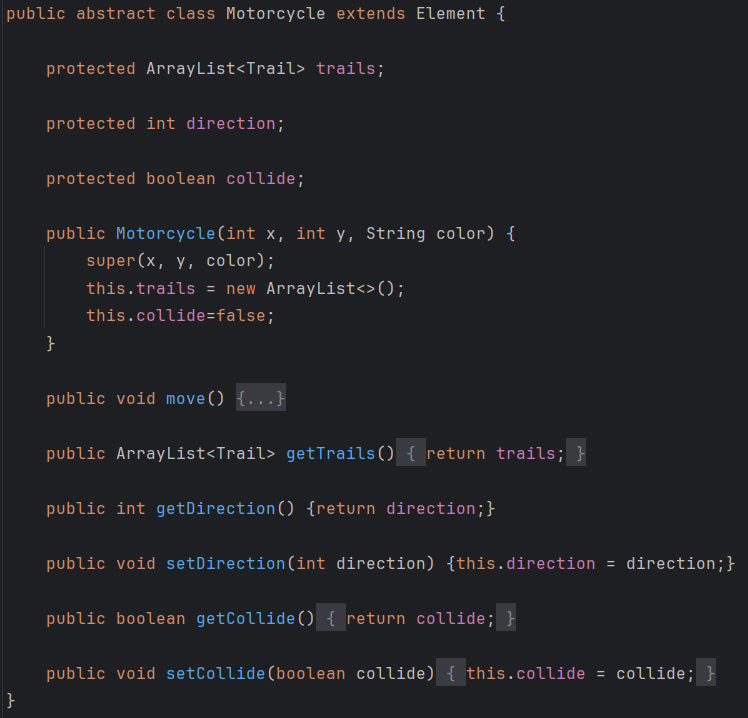 public abstract class Motorcycle extends Element {
protected ArrayList<Trail> trails;
protected int direction;
protected boolean collide;
public Motorcycle(int x, int y, String color) {
super(x, y, color);
this.trails = new ArrayList<>();
this.collide=false;
}
public void move() {...}
public ArrayList<Trail> getTrails() { return trails; }
public int getDirection() {return direction;}
public void setDirection(int direction) {this.direction = direction;}
public boolean getCollide() { return collide; }
public void setCollide(boolean collide) { this.collide = collide; }
}